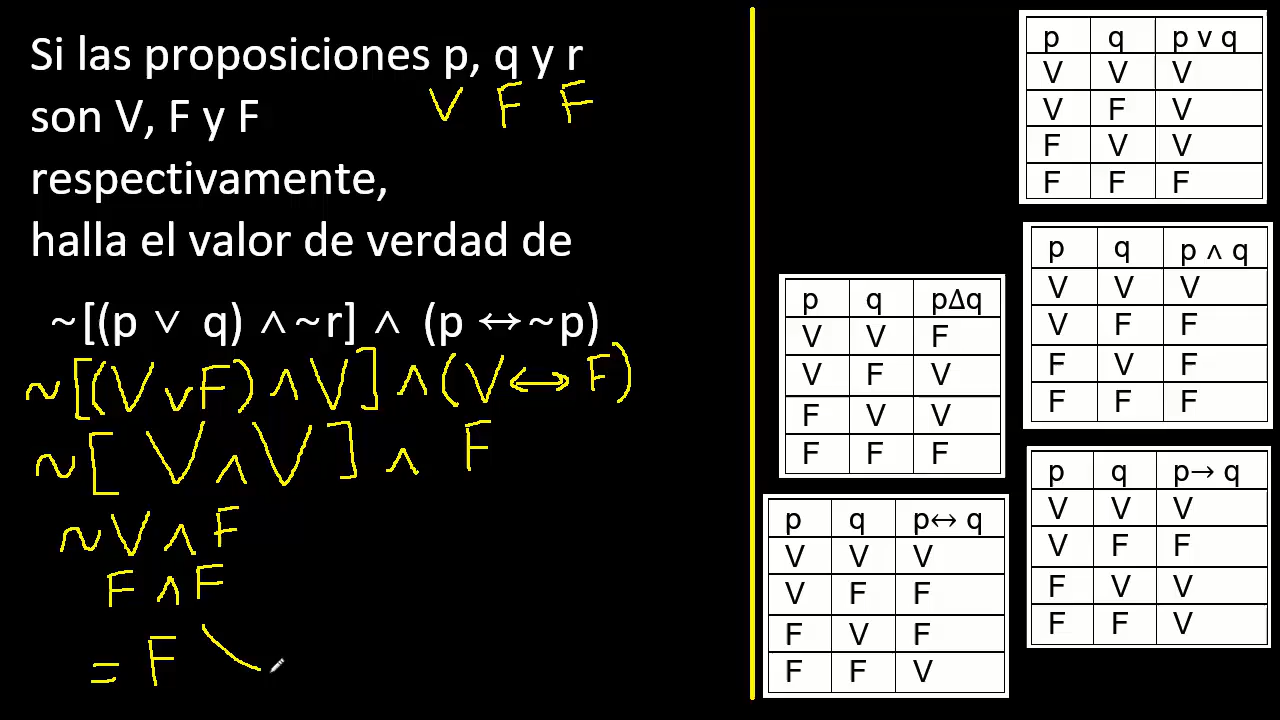 Si las proposiciones p, q y r
son V, F y F
V F F
respectivamente,
halla el valor de verdad de
~[(p ∨ q) ∧ ~r] ∧ (p ↔ ~p)
~[(V ∨ F) ∧ V] ∧ (V ↔ F)
~[ V ∧ V ] ∧ F
~V ∧ F
F ∧ F
= F
p q p ∨ q
V V V
V F V
F V V
F F F
p q p ∧ q
V V V
V F F
F V F
F F F
p q pΔq
V V F
V F V
F V V
F F F
p q p→ q
V V V
V F F
F V V
F F V
p q p↔ q
V V V
V F F
F V F
F F V